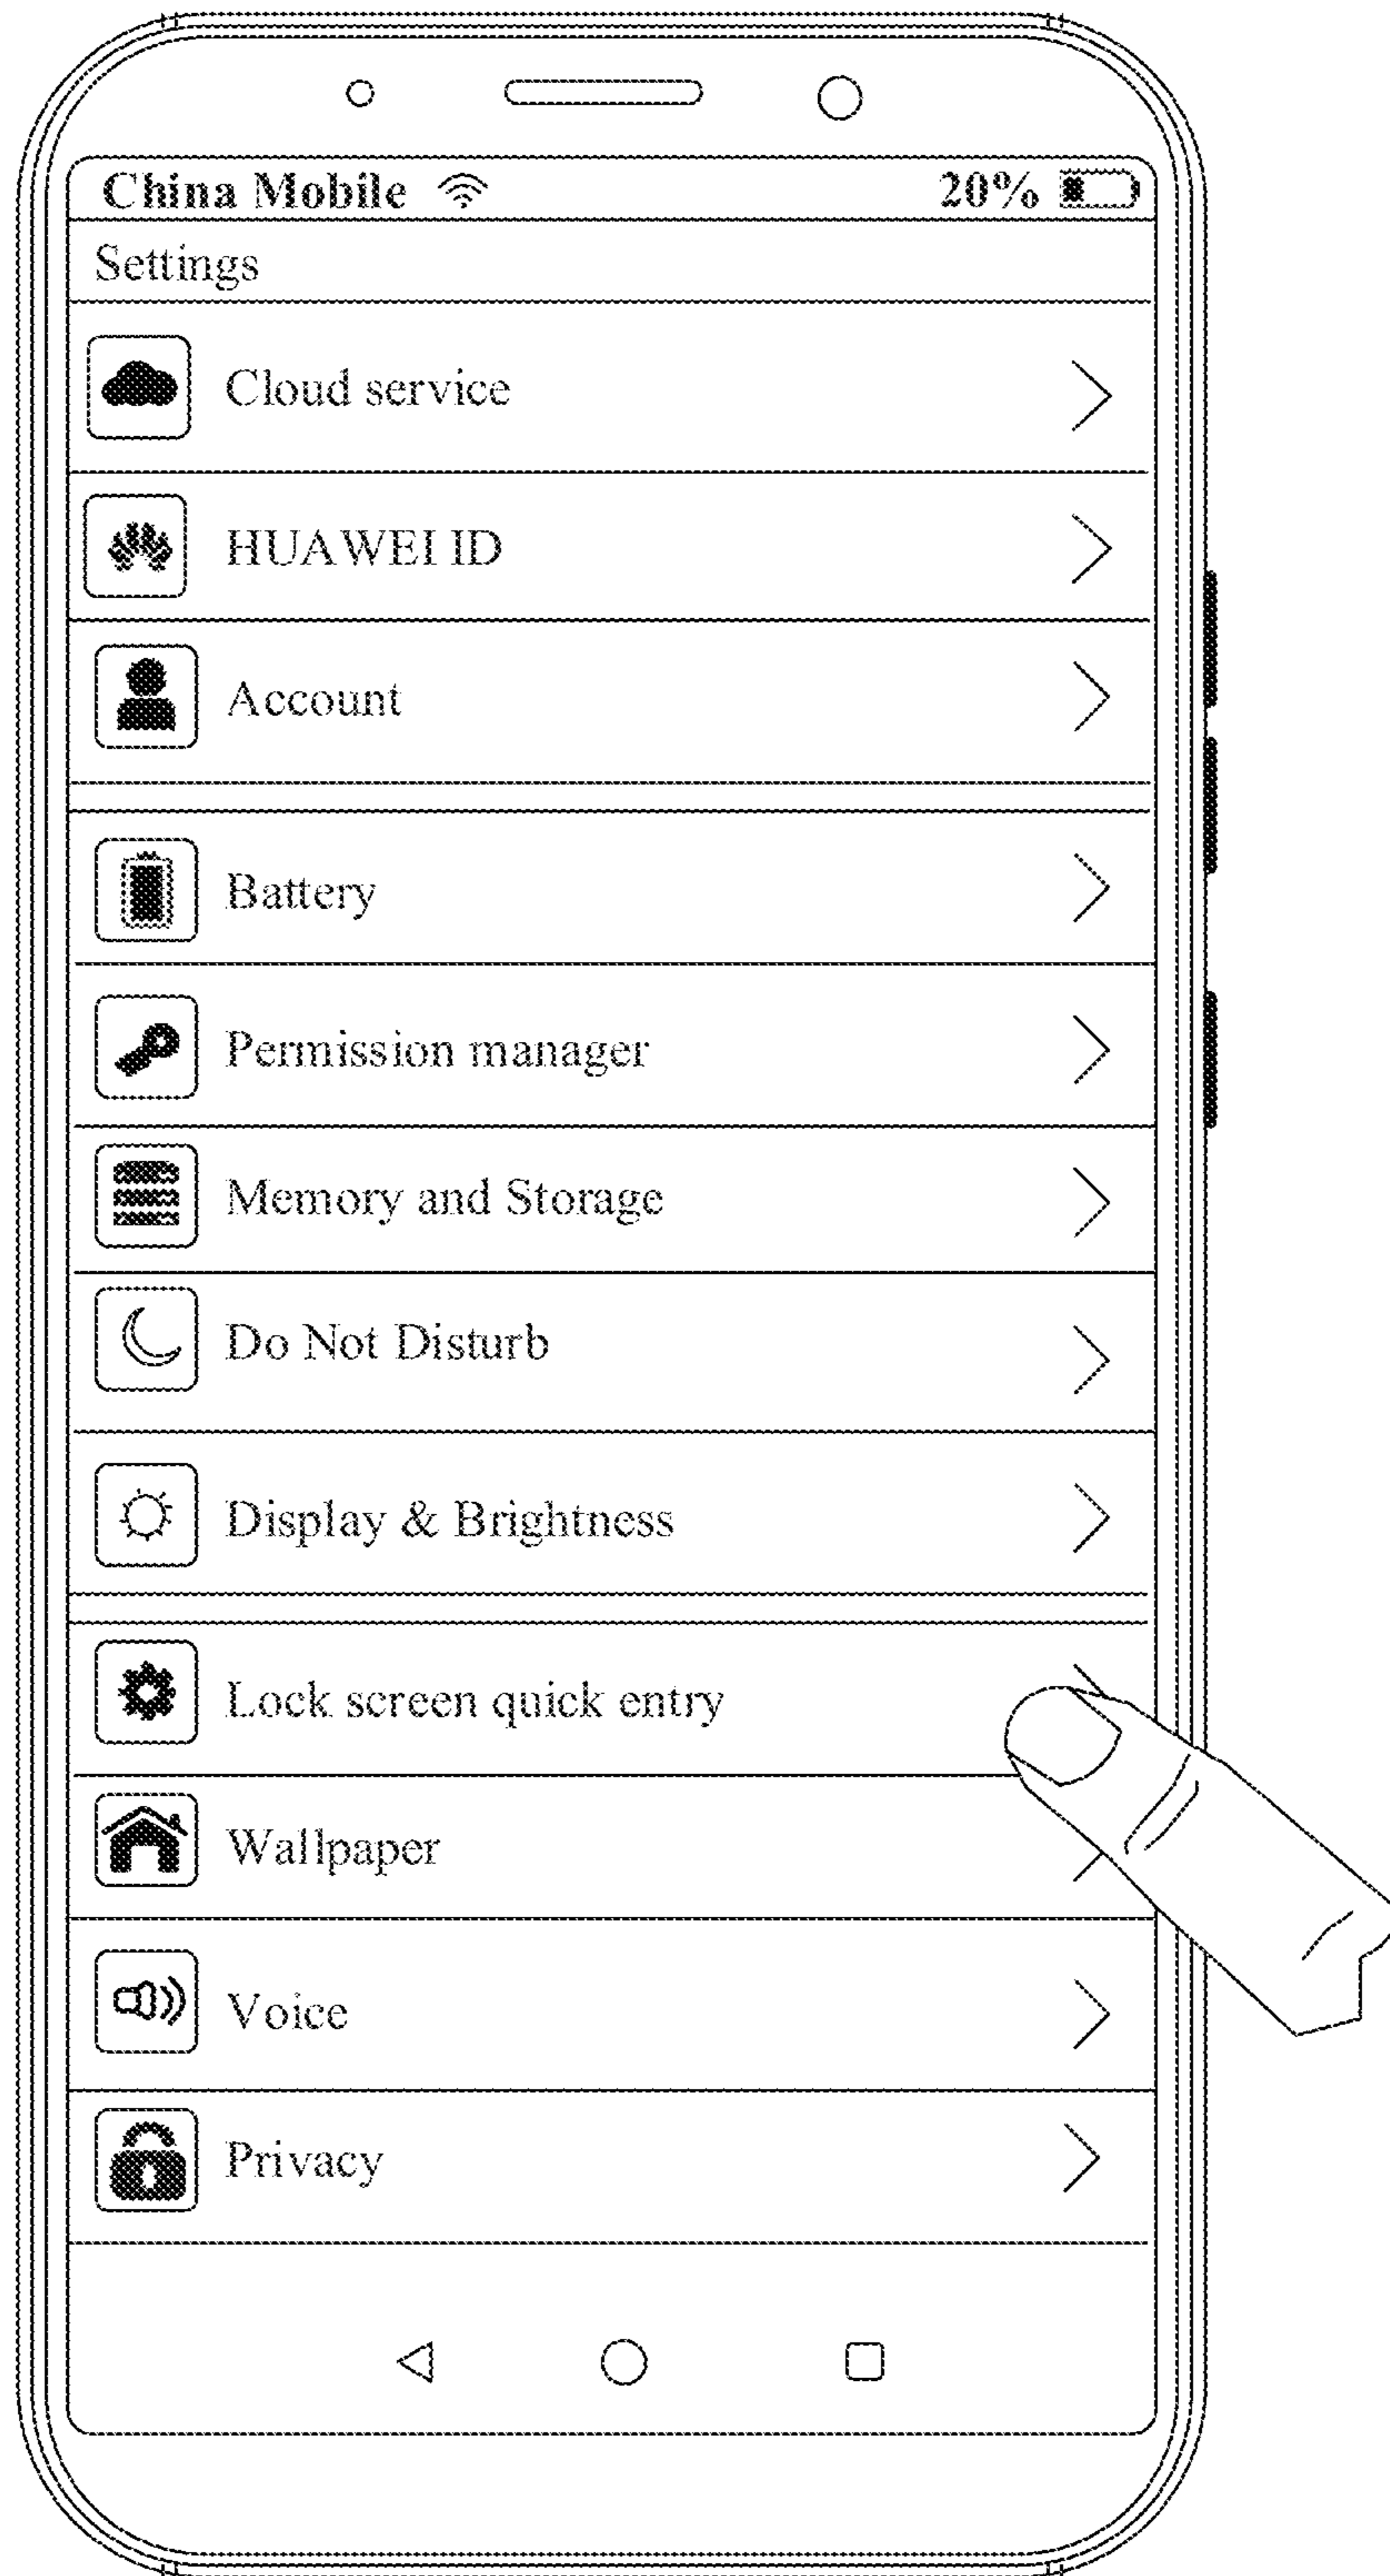 China Mobile 20%
Settings
Cloud service
HUAWEI ID
Account
Battery
Permission manager
Memory and Storage
Do Not Disturb
Display & Brightness
Lock screen quick entry
Wallpaper
Voice
Privacy